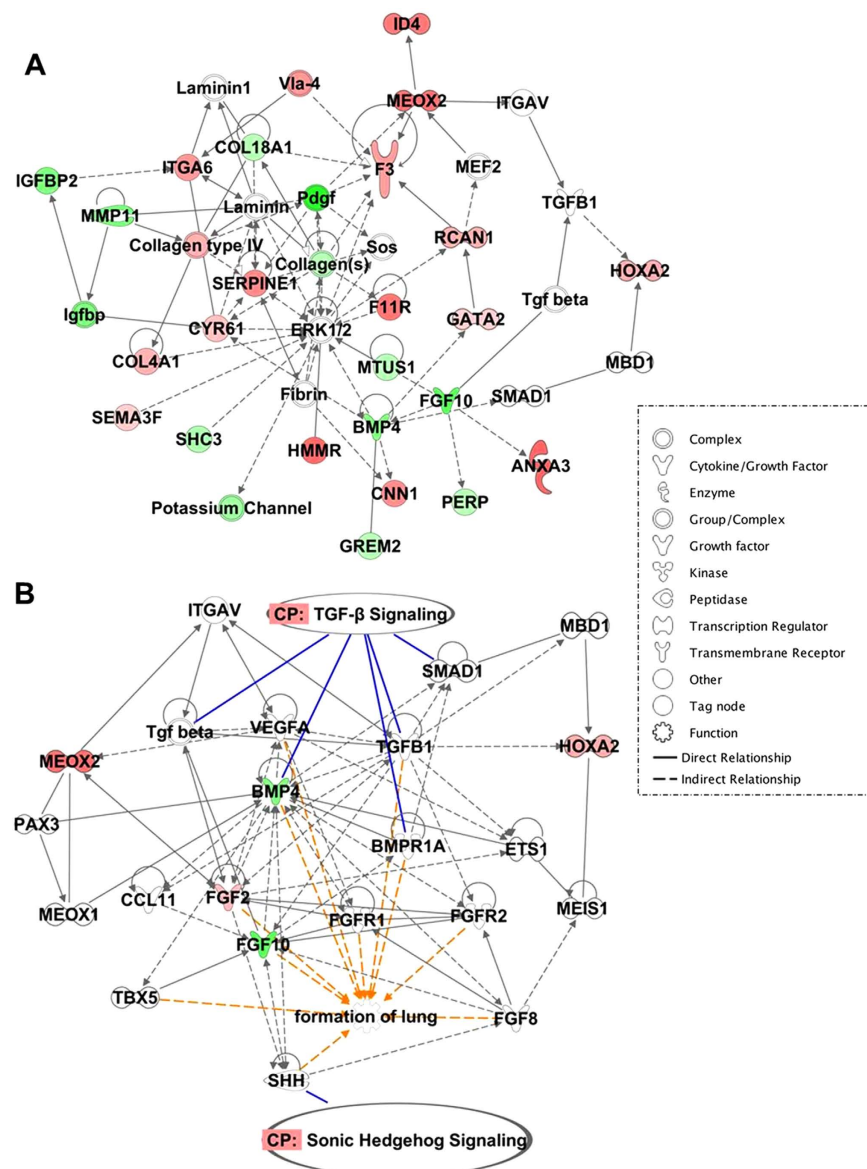 ID4
A
Laminin1
Vla-4
MEOX2
ITGAV
COL18A1
ITGA6
F3
MEF2
IGFBP2
Pdgf
TGFB1
MMP11
Laminin
Collagen type IV
Sos
RCAN1
Collagen(s)
HOXA2
SERPINE1
Igfbp
F11R
Tgf beta
CYR61
ERK1/2
GATA2
COL4A1
MTUS1
MBD1
Fibrin
FGF10
SMAD1
SEMA3F
BMP4
SHC3
HMMR
ANXA3
CNN1
Potassium Channel
PERP
GREM2
Complex
Cytokine/Growth Factor
Enzyme
Group/Complex
Growth factor
Kinase
Peptidase
Transcription Regulator
Transmembrane Receptor
Other
Tag node
Function
Direct Relationship
Indirect Relationship
B
ITGAV
CP: TGF-β Signaling
MBD1
SMAD1
Tgf beta
VEGFA
TGFB1
HOXA2
MEOX2
BMP4
PAX3
BMPR1A
ETS1
CCL11
FGF2
MEOX1
FGFR1
FGFR2
MEIS1
FGF10
TBX5
formation of lung
FGF8
SHH
CP: Sonic Hedgehog Signaling